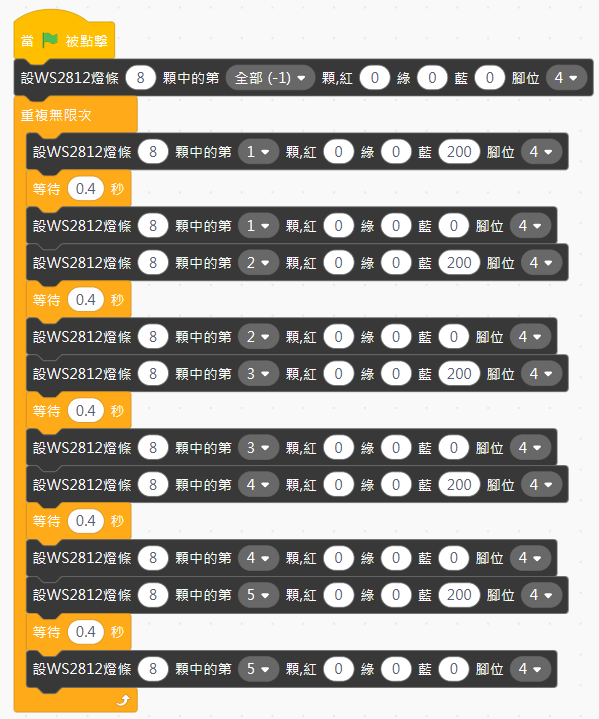 當 被點擊
設WS2812燈條 8 顆中的第 全部 (-1) 顆,紅 0 綠 0 藍 0 腳位 4
重複無限次
設WS2812燈條 8 顆中的第 1 顆,紅 0 綠 0 藍 200 腳位 4
等待 0.4 秒
設WS2812燈條 8 顆中的第 1 顆,紅 0 綠 0 藍 0 腳位 4
設WS2812燈條 8 顆中的第 2 顆,紅 0 綠 0 藍 200 腳位 4
等待 0.4 秒
設WS2812燈條 8 顆中的第 2 顆,紅 0 綠 0 藍 0 腳位 4
設WS2812燈條 8 顆中的第 3 顆,紅 0 綠 0 藍 200 腳位 4
等待 0.4 秒
設WS2812燈條 8 顆中的第 3 顆,紅 0 綠 0 藍 0 腳位 4
設WS2812燈條 8 顆中的第 4 顆,紅 0 綠 0 藍 200 腳位 4
等待 0.4 秒
設WS2812燈條 8 顆中的第 4 顆,紅 0 綠 0 藍 0 腳位 4
設WS2812燈條 8 顆中的第 5 顆,紅 0 綠 0 藍 200 腳位 4
等待 0.4 秒
設WS2812燈條 8 顆中的第 5 顆,紅 0 綠 0 藍 0 腳位 4